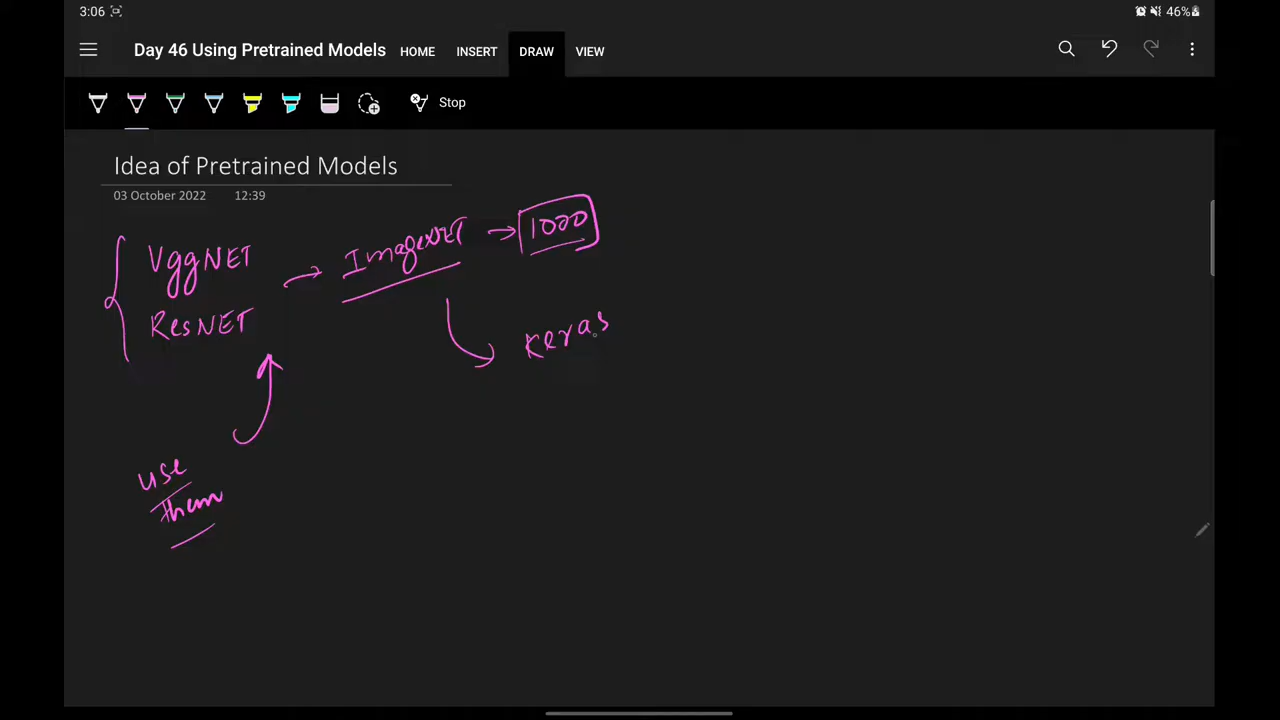 3:06
46%
Day 46 Using Pretrained Models HOME INSERT DRAW VIEW
Stop
Idea of Pretrained Models
03 October 2022 12:39
VggNET
ResNET
ImageNET
1000
Keras
use
them